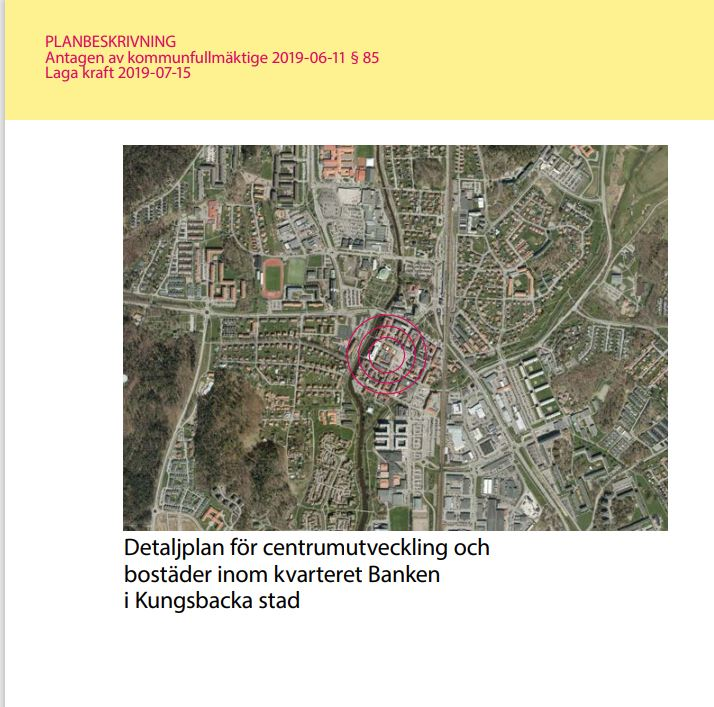 PLANBESKRIVNING
Antagen av kommunfullmäktige 2019-06-11 § 85
Laga kraft 2019-07-15
Detaljplan för centrumutveckling och
bostäder inom kvarteret Banken
i Kungsbacka stad